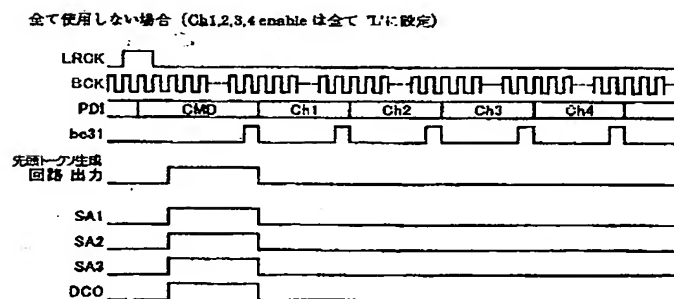 全て使用しない場合 (Ch1,2,3,4 enable は全て "L"に設定)
LRCK
BCK
PDI
CMD Ch1 Ch2 Ch3 Ch4
bc31
先頭トークン生成
回路 出力
SA1
SA2
SA3
DCO